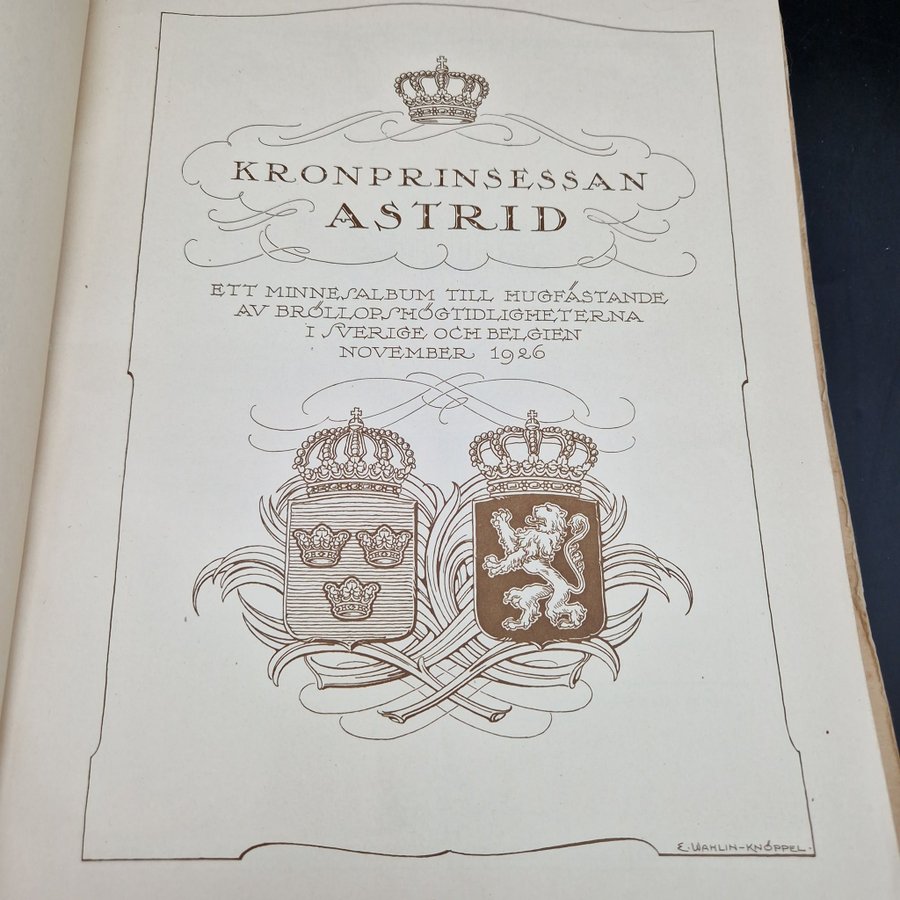 KRONPRINSESSAN
ASTRID
ETT MINNESALBUM TILL HUGFÄSTANDE
AV BRÖLLOPSHÖGTIDLIGHETERNA
I SVERIGE OCH BELGIEN
NOVEMBER 1926
E. WAHLIN-KNÖPPEL.